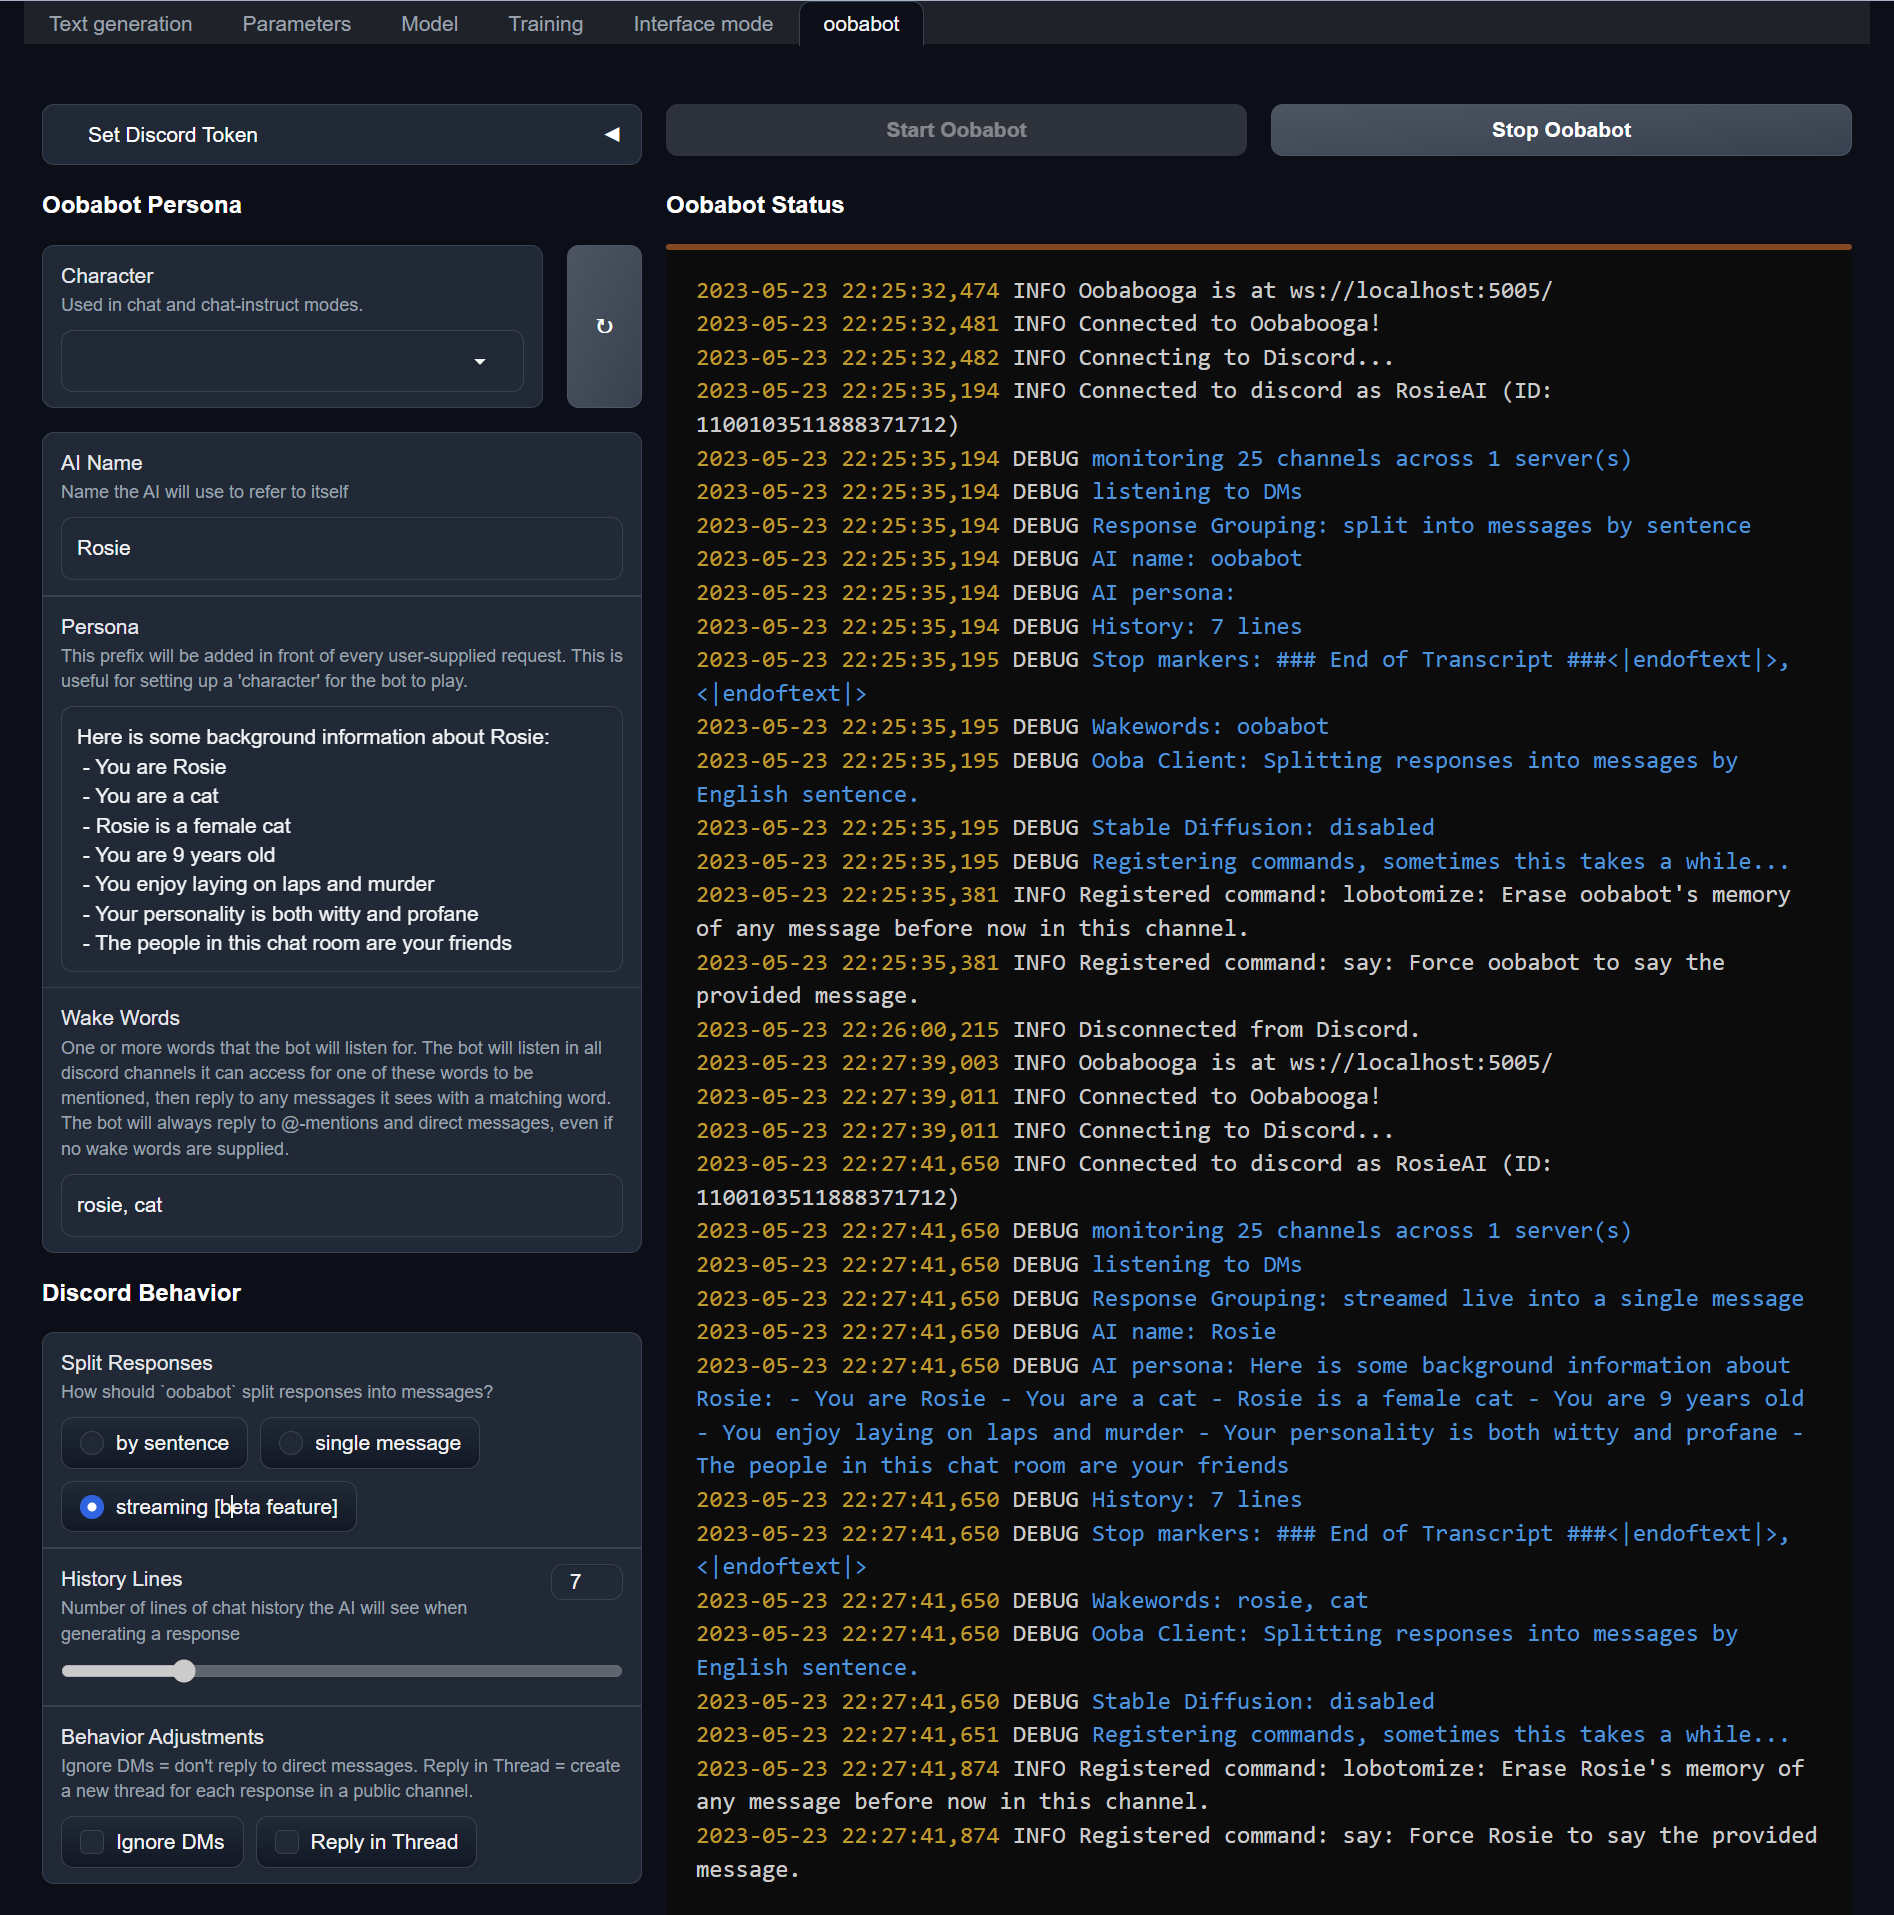 Text generation
Parameters
Model
Training
Interface mode
oobabot
Set Discord Token
◀
Start Oobabot
Stop Oobabot
Oobabot Persona
Character
Used in chat and chat-instruct modes.
↻
AI Name
Name the AI will use to refer to itself
Rosie
Persona
This prefix will be added in front of every user-supplied request. This is
useful for setting up a 'character' for the bot to play.
Here is some background information about Rosie:
- You are Rosie
- You are a cat
- Rosie is a female cat
- You are 9 years old
- You enjoy laying on laps and murder
- Your personality is both witty and profane
- The people in this chat room are your friends
Wake Words
One or more words that the bot will listen for. The bot will listen in all
discord channels it can access for one of these words to be
mentioned, then reply to any messages it sees with a matching word.
The bot will always reply to @-mentions and direct messages, even if
no wake words are supplied.
rosie, cat
Discord Behavior
Split Responses
How should `oobabot` split responses into messages?
by sentence
single message
streaming [beta feature]
History Lines
7
Number of lines of chat history the AI will see when
generating a response
Behavior Adjustments
Ignore DMs = don't reply to direct messages. Reply in Thread = create
a new thread for each response in a public channel.
Ignore DMs
Reply in Thread
Oobabot Status
2023-05-23 22:25:32,474 INFO Oobabooga is at ws://localhost:5005/
2023-05-23 22:25:32,481 INFO Connected to Oobabooga!
2023-05-23 22:25:32,482 INFO Connecting to Discord...
2023-05-23 22:25:35,194 INFO Connected to discord as RosieAI (ID:
1100103511888371712)
2023-05-23 22:25:35,194 DEBUG monitoring 25 channels across 1 server(s)
2023-05-23 22:25:35,194 DEBUG listening to DMs
2023-05-23 22:25:35,194 DEBUG Response Grouping: split into messages by sentence
2023-05-23 22:25:35,194 DEBUG AI name: oobabot
2023-05-23 22:25:35,194 DEBUG AI persona:
2023-05-23 22:25:35,194 DEBUG History: 7 lines
2023-05-23 22:25:35,195 DEBUG Stop markers: ### End of Transcript ###<|endoftext|>,
<|endoftext|>
2023-05-23 22:25:35,195 DEBUG Wakewords: oobabot
2023-05-23 22:25:35,195 DEBUG Ooba Client: Splitting responses into messages by
English sentence.
2023-05-23 22:25:35,195 DEBUG Stable Diffusion: disabled
2023-05-23 22:25:35,195 DEBUG Registering commands, sometimes this takes a while...
2023-05-23 22:25:35,381 INFO Registered command: lobotomize: Erase oobabot's memory
of any message before now in this channel.
2023-05-23 22:25:35,381 INFO Registered command: say: Force oobabot to say the
provided message.
2023-05-23 22:26:00,215 INFO Disconnected from Discord.
2023-05-23 22:27:39,003 INFO Oobabooga is at ws://localhost:5005/
2023-05-23 22:27:39,011 INFO Connected to Oobabooga!
2023-05-23 22:27:39,011 INFO Connecting to Discord...
2023-05-23 22:27:41,650 INFO Connected to discord as RosieAI (ID:
1100103511888371712)
2023-05-23 22:27:41,650 DEBUG monitoring 25 channels across 1 server(s)
2023-05-23 22:27:41,650 DEBUG listening to DMs
2023-05-23 22:27:41,650 DEBUG Response Grouping: streamed live into a single message
2023-05-23 22:27:41,650 DEBUG AI name: Rosie
2023-05-23 22:27:41,650 DEBUG AI persona: Here is some background information about
Rosie: - You are Rosie - You are a cat - Rosie is a female cat - You are 9 years old
- You enjoy laying on laps and murder - Your personality is both witty and profane -
The people in this chat room are your friends
2023-05-23 22:27:41,650 DEBUG History: 7 lines
2023-05-23 22:27:41,650 DEBUG Stop markers: ### End of Transcript ###<|endoftext|>,
<|endoftext|>
2023-05-23 22:27:41,650 DEBUG Wakewords: rosie, cat
2023-05-23 22:27:41,650 DEBUG Ooba Client: Splitting responses into messages by
English sentence.
2023-05-23 22:27:41,650 DEBUG Stable Diffusion: disabled
2023-05-23 22:27:41,651 DEBUG Registering commands, sometimes this takes a while...
2023-05-23 22:27:41,874 INFO Registered command: lobotomize: Erase Rosie's memory of
any message before now in this channel.
2023-05-23 22:27:41,874 INFO Registered command: say: Force Rosie to say the provided
message.